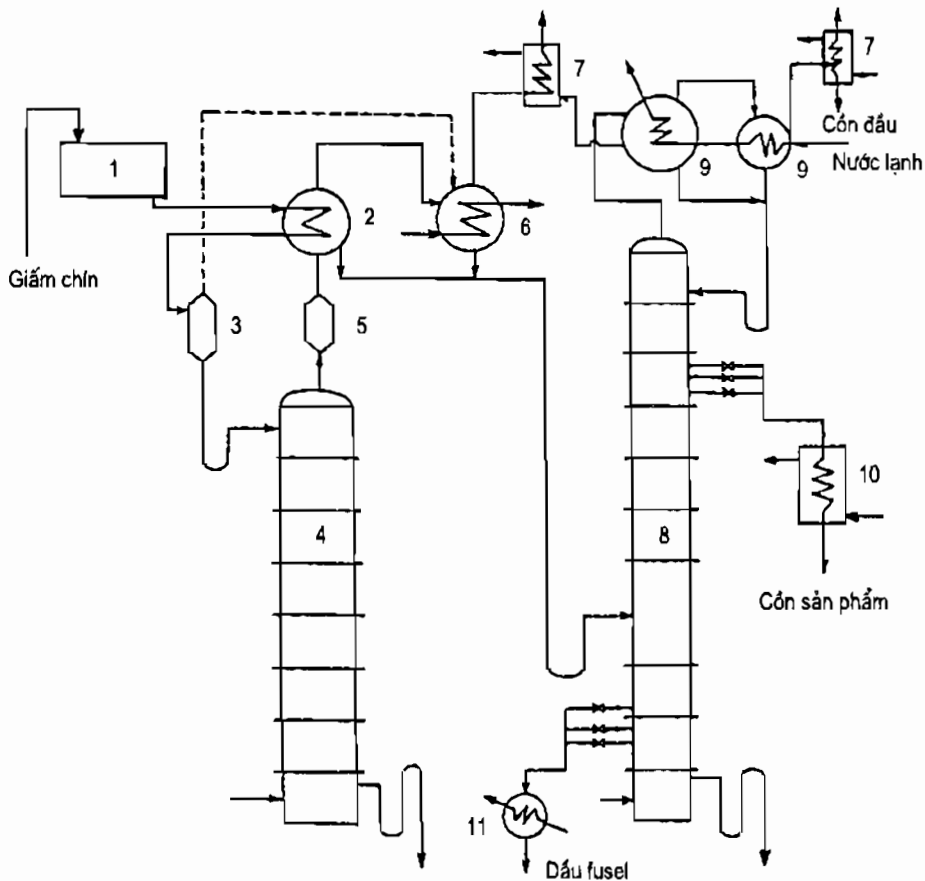 7
7
1
Cồn đầu
Nước lạnh
9
9
2
6
Giấm chín
3
5
10
4
8
Cồn sản phẩm
11
Dầu fusel